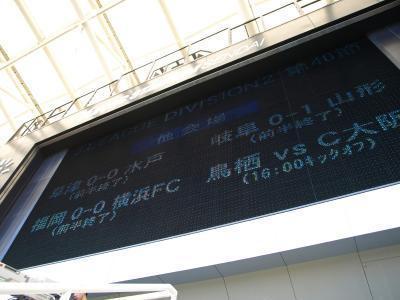 J.LEAGUE DIVISION2 第40節
他会場
草津 0-0 水戸
(前半終了)
岐阜 0-1 山形
(前半終了)
福岡 0-0 横浜FC
(前半終了)
鳥栖 vs C大阪
(16:00キックオフ)